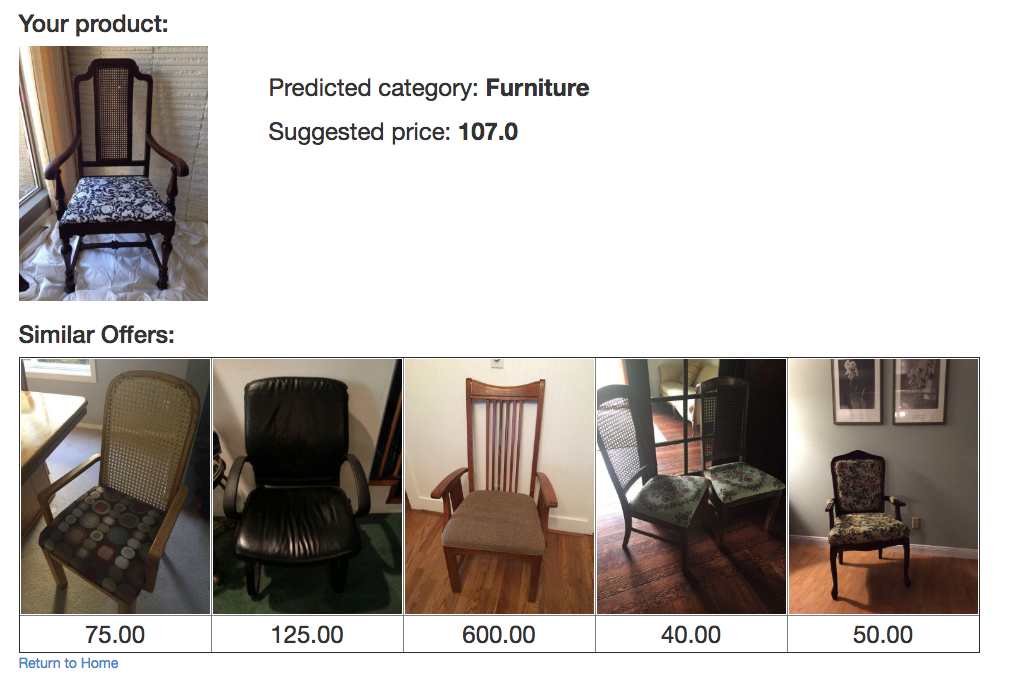 Your product:
Predicted category: Furniture
Suggested price: 107.0
Similar Offers:
75.00 125.00 600.00 40.00 50.00
Return to Home